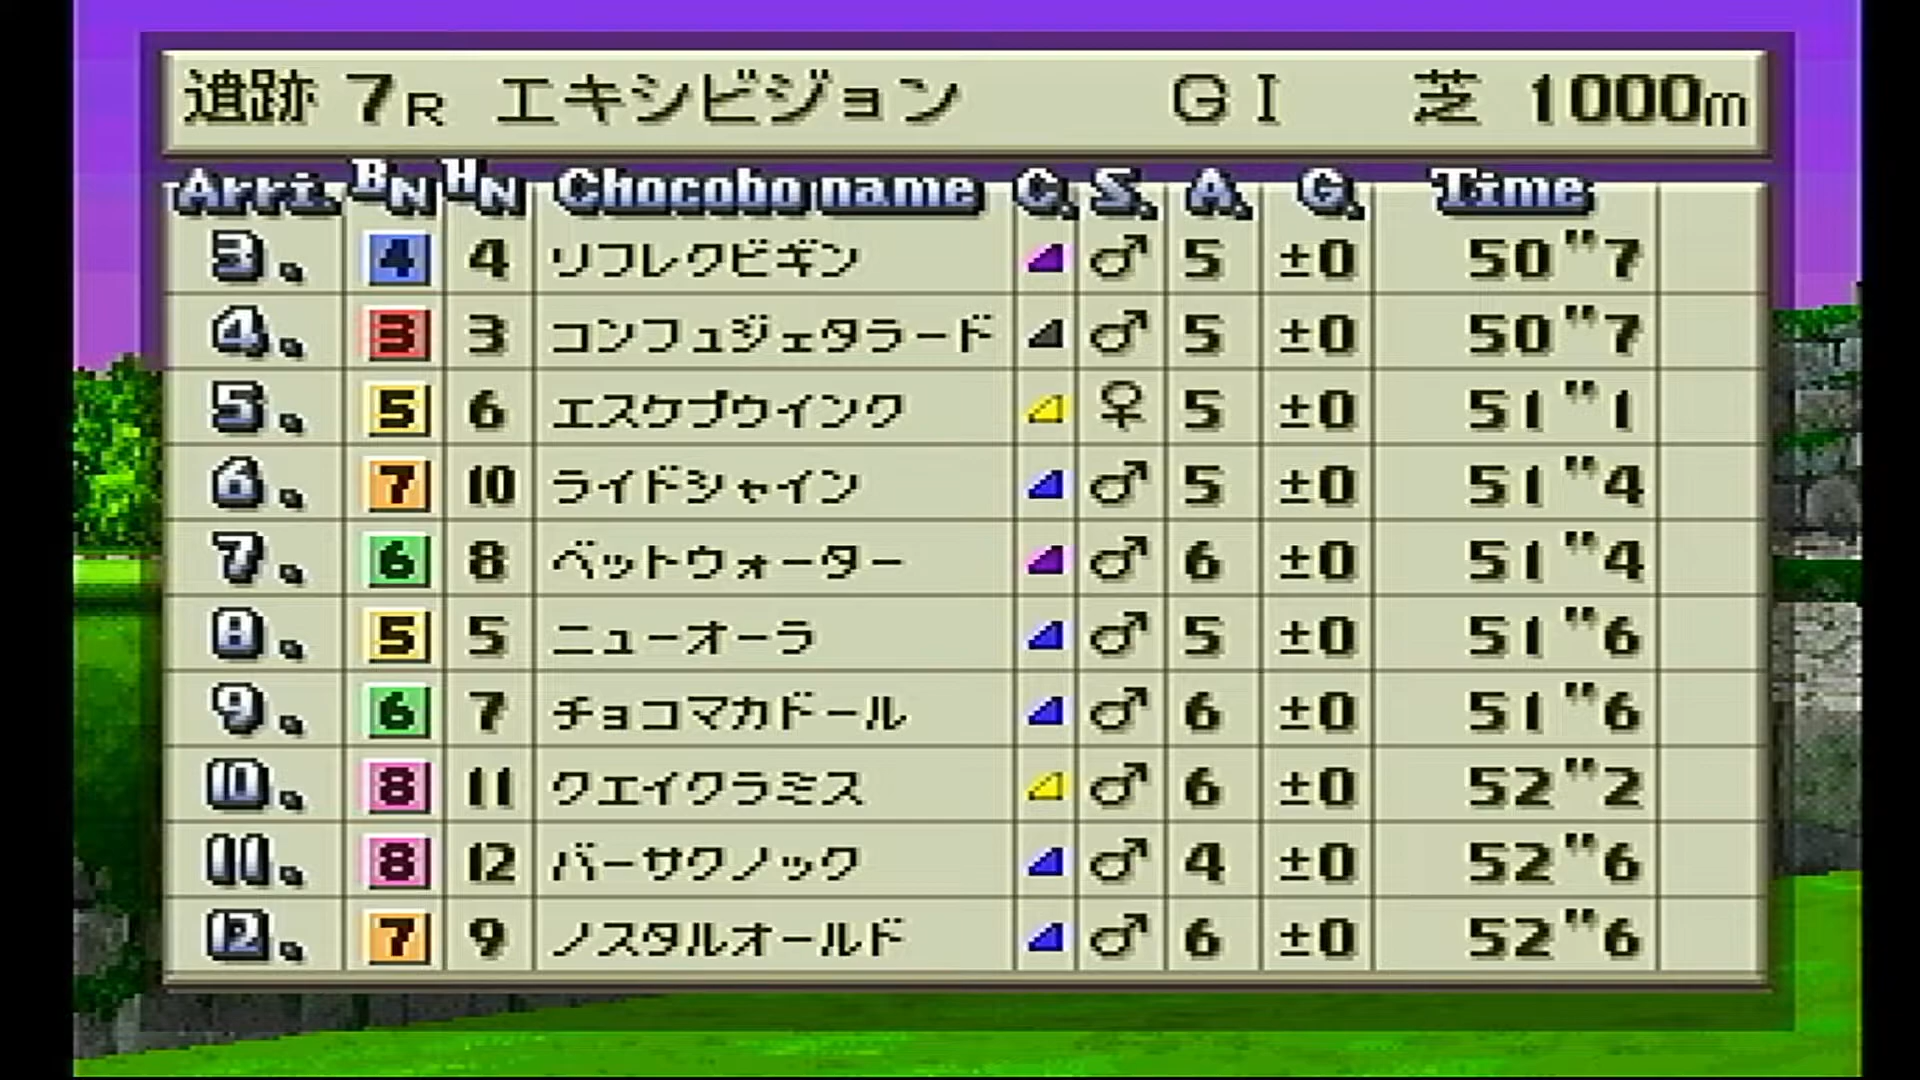 遺跡 7R エキシビジョン GI 芝 1000m
Arri. BN HN Chocobo name C. S. A. G. Time
3. 4 4 リフレクビギン ♂ 5 ±0 50"7
4. 3 3 コンフュジェタラード ♂ 5 ±0 50"7
5. 5 6 エスケプウインク ♀ 5 ±0 51"1
6. 7 10 ライドシャイン ♂ 5 ±0 51"4
7. 6 8 ベットウォーター ♂ 6 ±0 51"4
8. 5 5 ニューオーラ ♂ 5 ±0 51"6
9. 6 7 チョコマカドール ♂ 6 ±0 51"6
10. 8 11 クエイクラミス ♂ 6 ±0 52"2
11. 8 12 バーサクノック ♂ 4 ±0 52"6
12. 7 9 ノスタルオールド ♂ 6 ±0 52"6